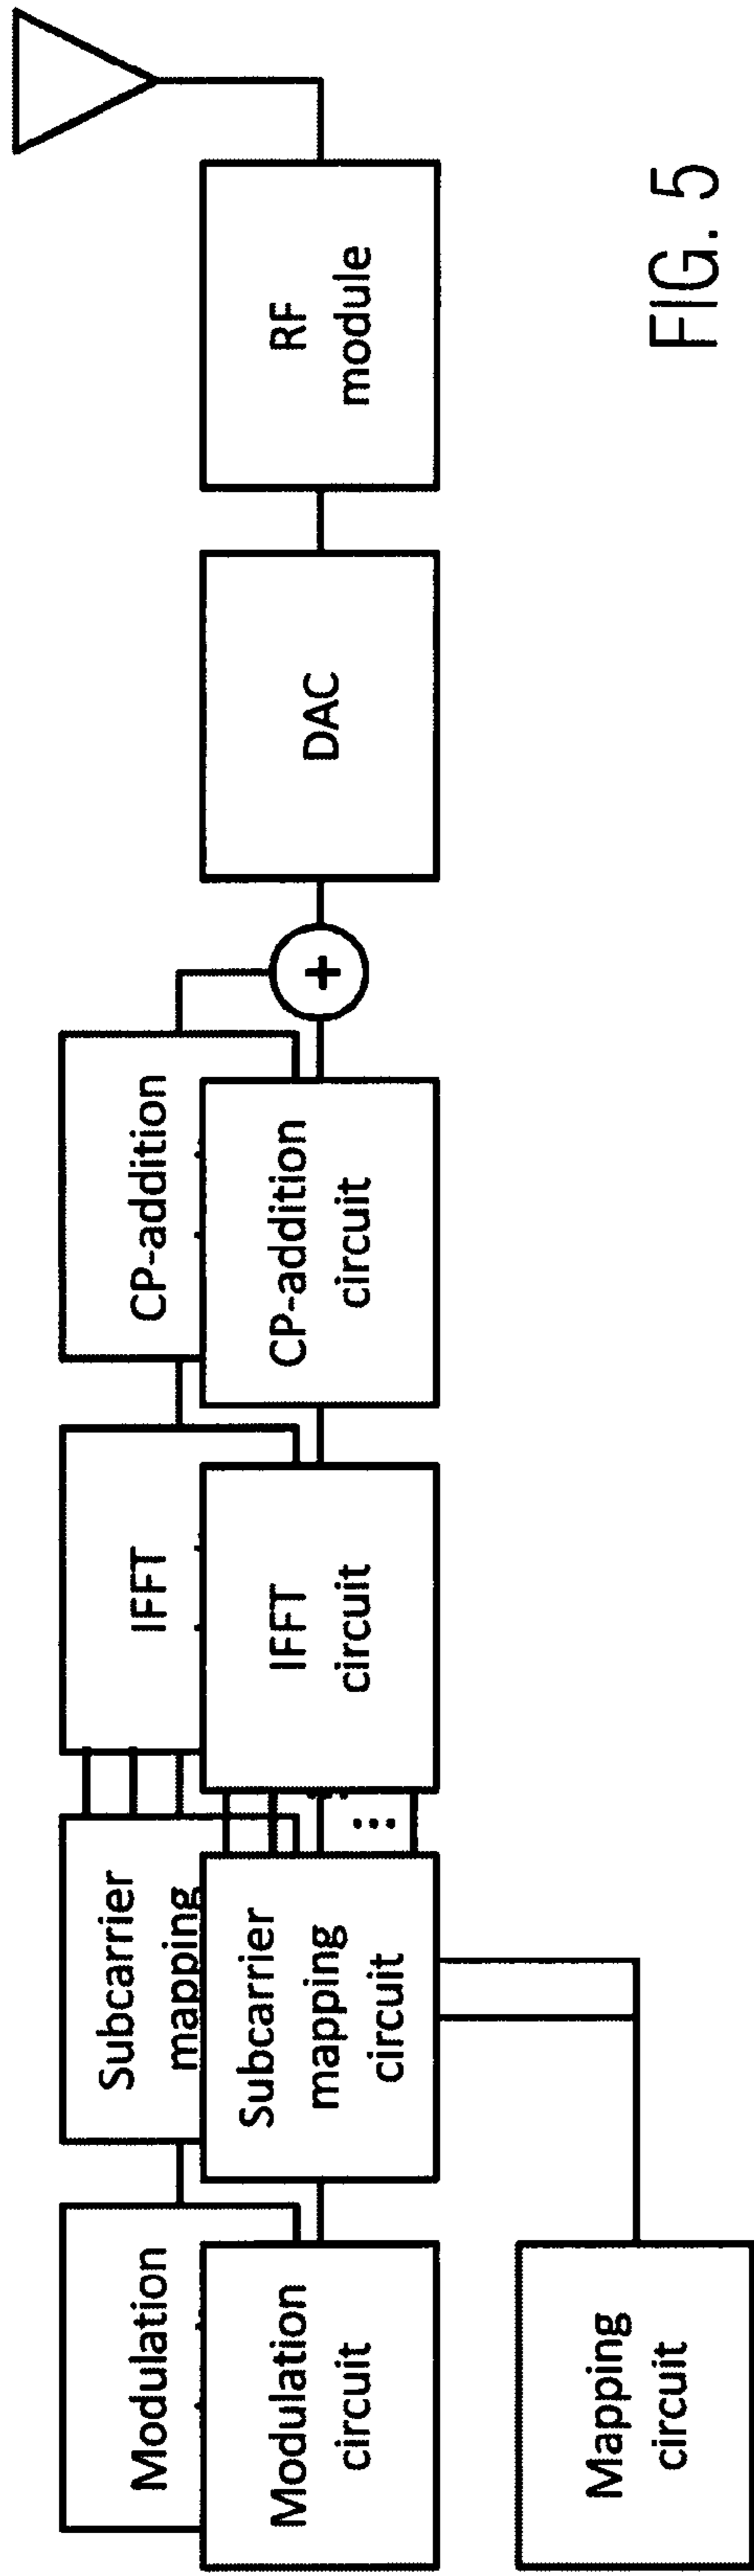 Modulation
Subcarrier
mapping
IFFT
CP-addition
Modulation
circuit
Subcarrier
mapping
circuit
⋮
IFFT
circuit
CP-addition
circuit
+
DAC
RF
module
Mapping
circuit
FIG. 5